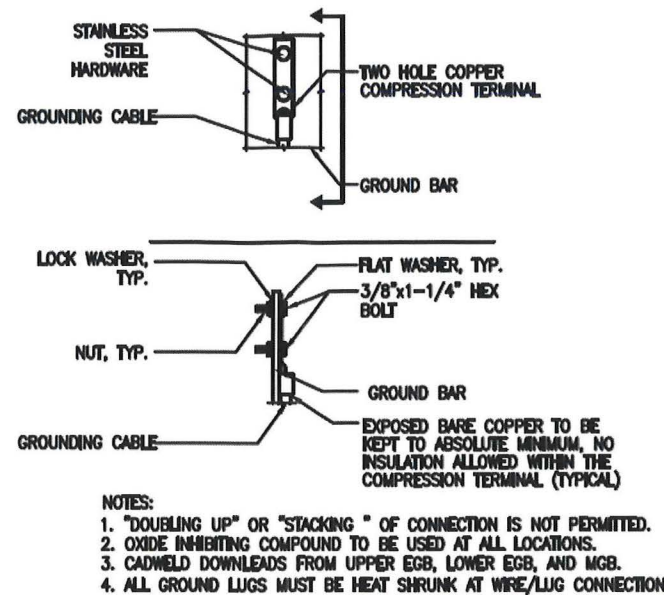 STAINLESS
STEEL
HARDWARE
TWO HOLE COPPER
COMPRESSION TERMINAL
GROUNDING CABLE
GROUND BAR
LOCK WASHER,
TYP.
FLAT WASHER, TYP.
3/8"x1-1/4" HEX
BOLT
NUT, TYP.
GROUND BAR
EXPOSED BARE COPPER TO BE
KEPT TO ABSOLUTE MINIMUM, NO
INSULATION ALLOWED WITHIN THE
COMPRESSION TERMINAL (TYPICAL)
GROUNDING CABLE
NOTES:
1. "DOUBLING UP" OR "STACKING " OF CONNECTION IS NOT PERMITTED.
2. OXIDE INHIBITING COMPOUND TO BE USED AT ALL LOCATIONS.
3. CADWELD DOWNLEADS FROM UPPER EGB, LOWER EGB, AND MGB.
4. ALL GROUND LUGS MUST BE HEAT SHRUNK AT WIRE/LUG CONNECTION